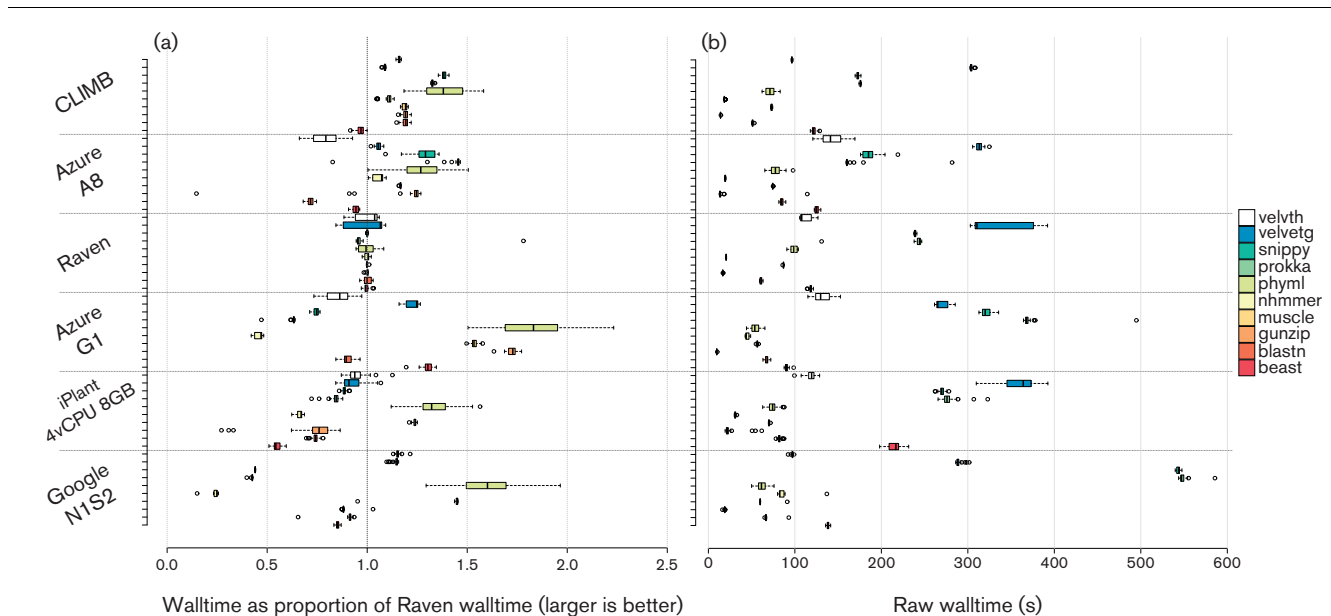 (a)
(b)
CLIMB
Azure
A8
Raven
Azure
G1
iPlant
4vCPU 8GB
Google
N1S2
velvth
velvetg
snippy
prokka
phyml
nhmmer
muscle
gunzip
blastn
beast
0.0 0.5 1.0 1.5 2.0 2.5
0 100 200 300 400 500 600
Walltime as proportion of Raven walltime (larger is better)
Raw walltime (s)